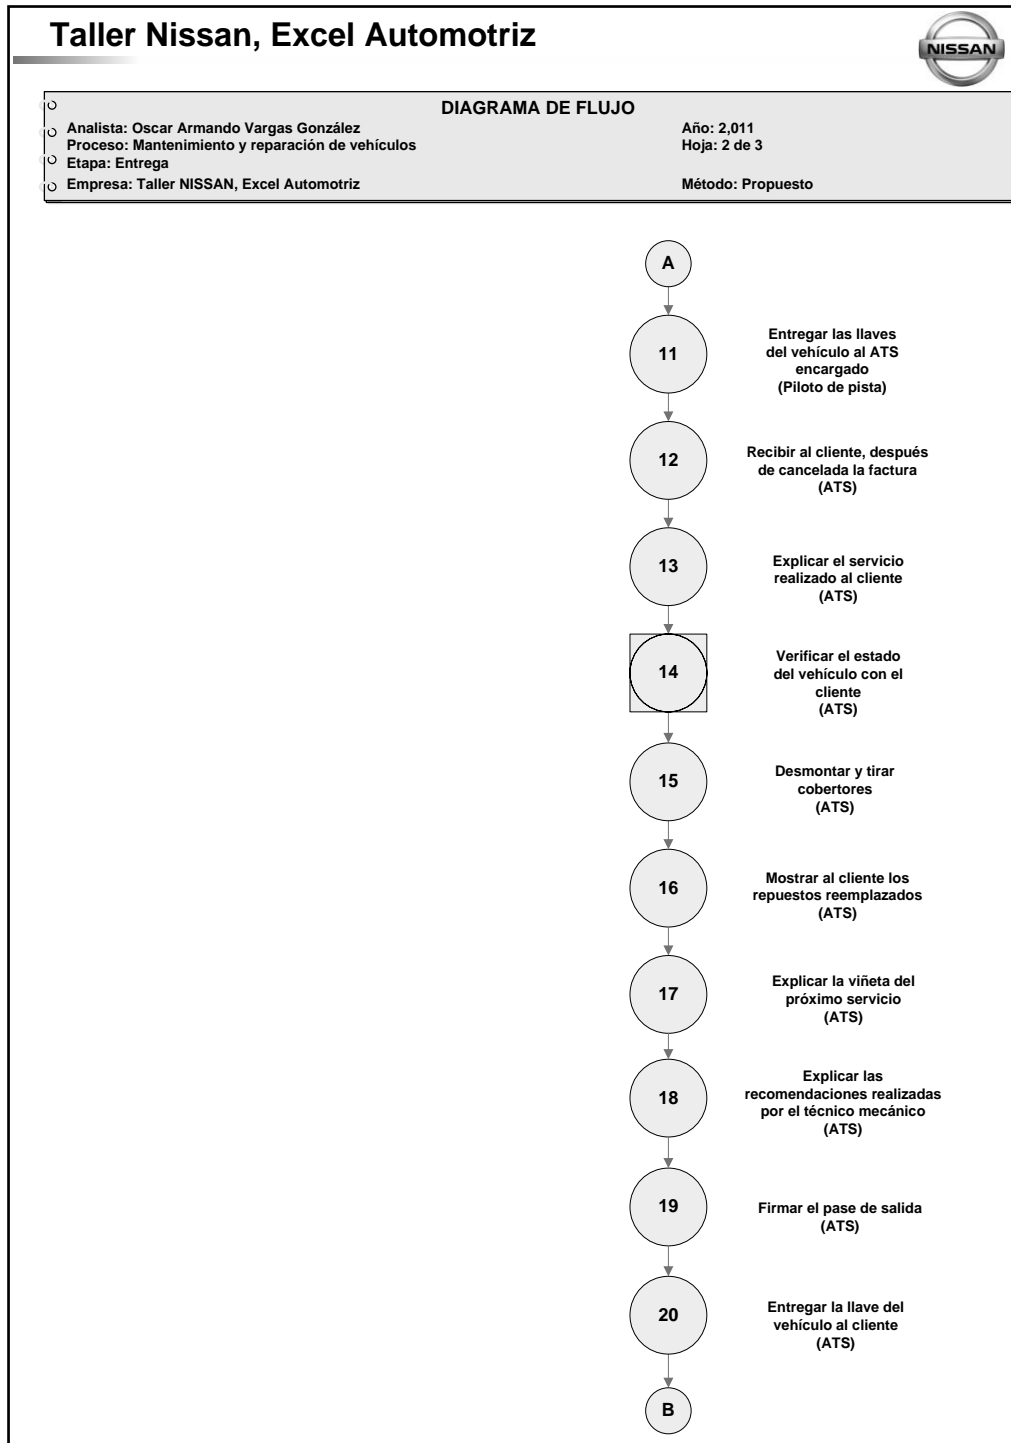 Taller Nissan, Excel Automotriz
NISSAN
DIAGRAMA DE FLUJO
Analista: Oscar Armando Vargas González
Año: 2,011
Proceso: Mantenimiento y reparación de vehículos
Hoja: 2 de 3
Etapa: Entrega
Empresa: Taller NISSAN, Excel Automotriz
Método: Propuesto
A
11
Entregar las llaves
del vehículo al ATS
encargado
(Piloto de pista)
12
Recibir al cliente, después
de cancelada la factura
(ATS)
13
Explicar el servicio
realizado al cliente
(ATS)
14
Verificar el estado
del vehículo con el
cliente
(ATS)
15
Desmontar y tirar
cobertores
(ATS)
16
Mostrar al cliente los
repuestos reemplazados
(ATS)
17
Explicar la viñeta del
próximo servicio
(ATS)
18
Explicar las
recomendaciones realizadas
por el técnico mecánico
(ATS)
19
Firmar el pase de salida
(ATS)
20
Entregar la llave del
vehículo al cliente
(ATS)
B